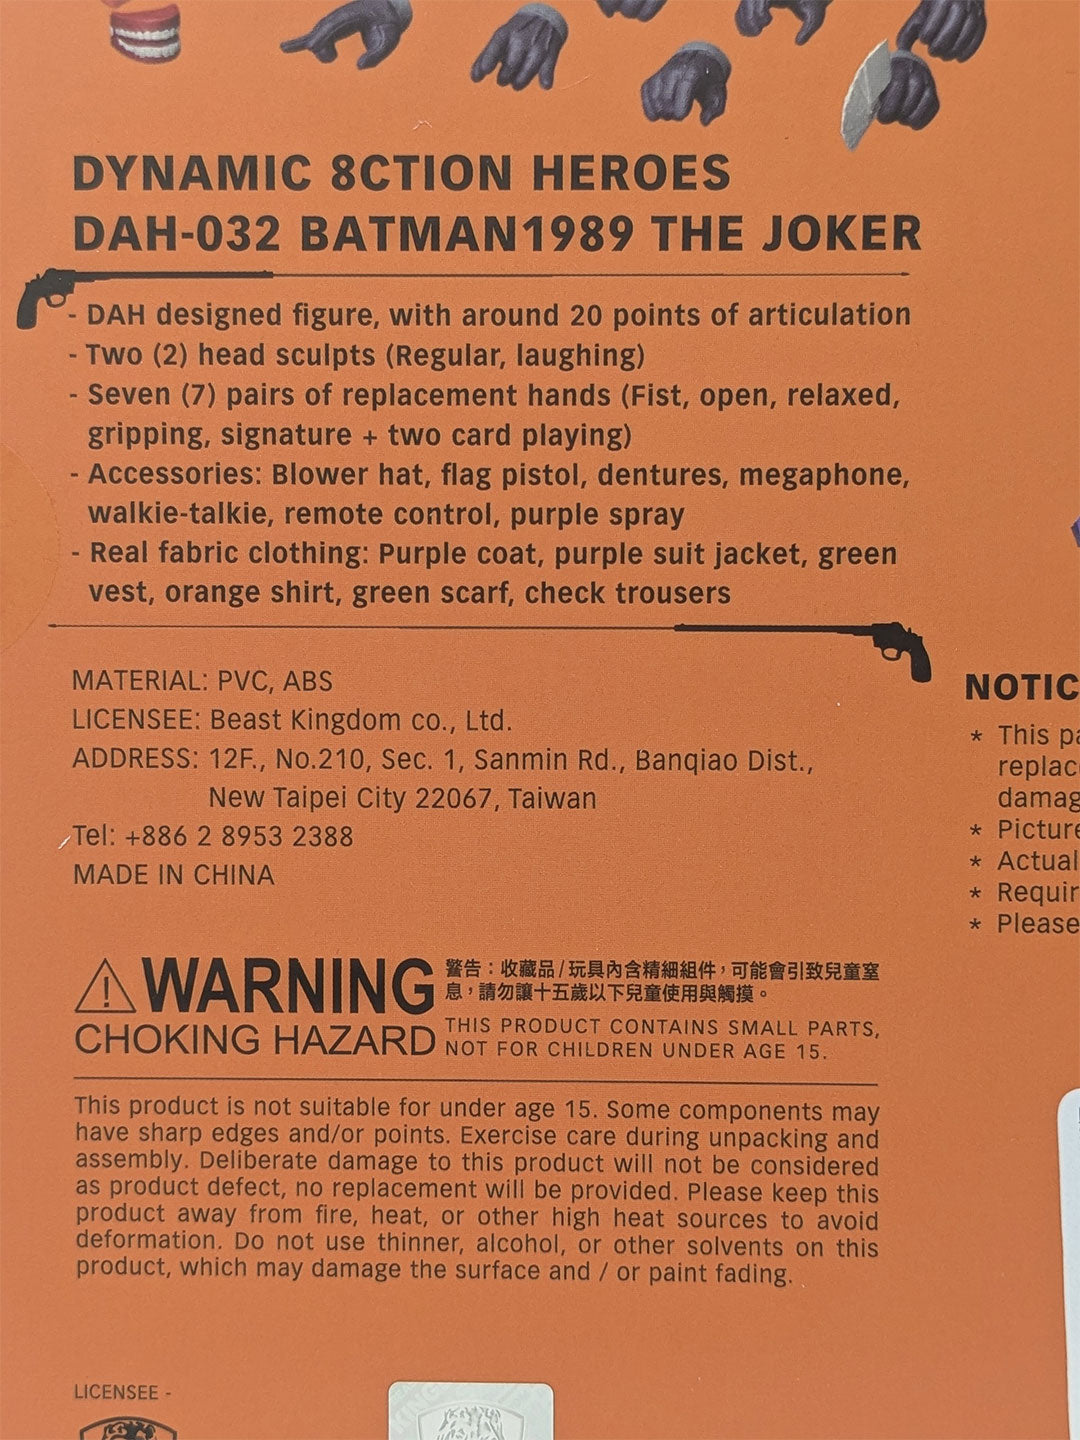 DYNAMIC 8CTION HEROES
DAH-032 BATMAN1989 THE JOKER
- DAH designed figure, with around 20 points of articulation
- Two (2) head sculpts (Regular, laughing)
- Seven (7) pairs of replacement hands (Fist, open, relaxed,
gripping, signature + two card playing)
- Accessories: Blower hat, flag pistol, dentures, megaphone,
walkie-talkie, remote control, purple spray
- Real fabric clothing: Purple coat, purple suit jacket, green
vest, orange shirt, green scarf, check trousers
MATERIAL: PVC, ABS
LICENSEE: Beast Kingdom co., Ltd.
ADDRESS: 12F., No.210, Sec. 1, Sanmin Rd., Banqiao Dist.,
New Taipei City 22067, Taiwan
Tel: +886 2 8953 2388
MADE IN CHINA
WARNING
CHOKING HAZARD
警告：收藏品/玩具內含精細組件，可能會引致兒童窒
息，請勿讓十五歲以下兒童使用與觸摸。
THIS PRODUCT CONTAINS SMALL PARTS,
NOT FOR CHILDREN UNDER AGE 15.
This product is not suitable for under age 15. Some components may
have sharp edges and/or points. Exercise care during unpacking and
assembly. Deliberate damage to this product will not be considered
as product defect, no replacement will be provided. Please keep this
product away from fire, heat, or other high heat sources to avoid
deformation. Do not use thinner, alcohol, or other solvents on this
product, which may damage the surface and / or paint fading.
LICENSEE -
NOTIC
* This pa
replac
damag
* Picture
* Actual
* Requir
* Please